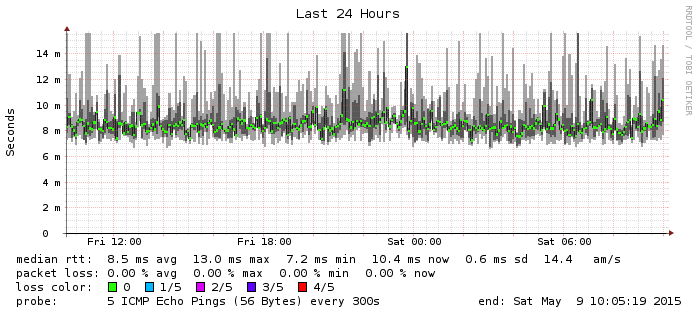 Last 24 Hours
RRDTOOL / TOBI OETIKER
Seconds
14 m
12 m
10 m
8 m
6 m
4 m
2 m
0
Fri 12:00 Fri 18:00 Sat 00:00 Sat 06:00
median rtt: 8.5 ms avg 13.0 ms max 7.2 ms min 10.4 ms now 0.6 ms sd 14.4 am/s
packet loss: 0.00 % avg 0.00 % max 0.00 % min 0.00 % now
loss color: 0 1/5 2/5 3/5 4/5
probe: 5 ICMP Echo Pings (56 Bytes) every 300s end: Sat May 9 10:05:19 2015